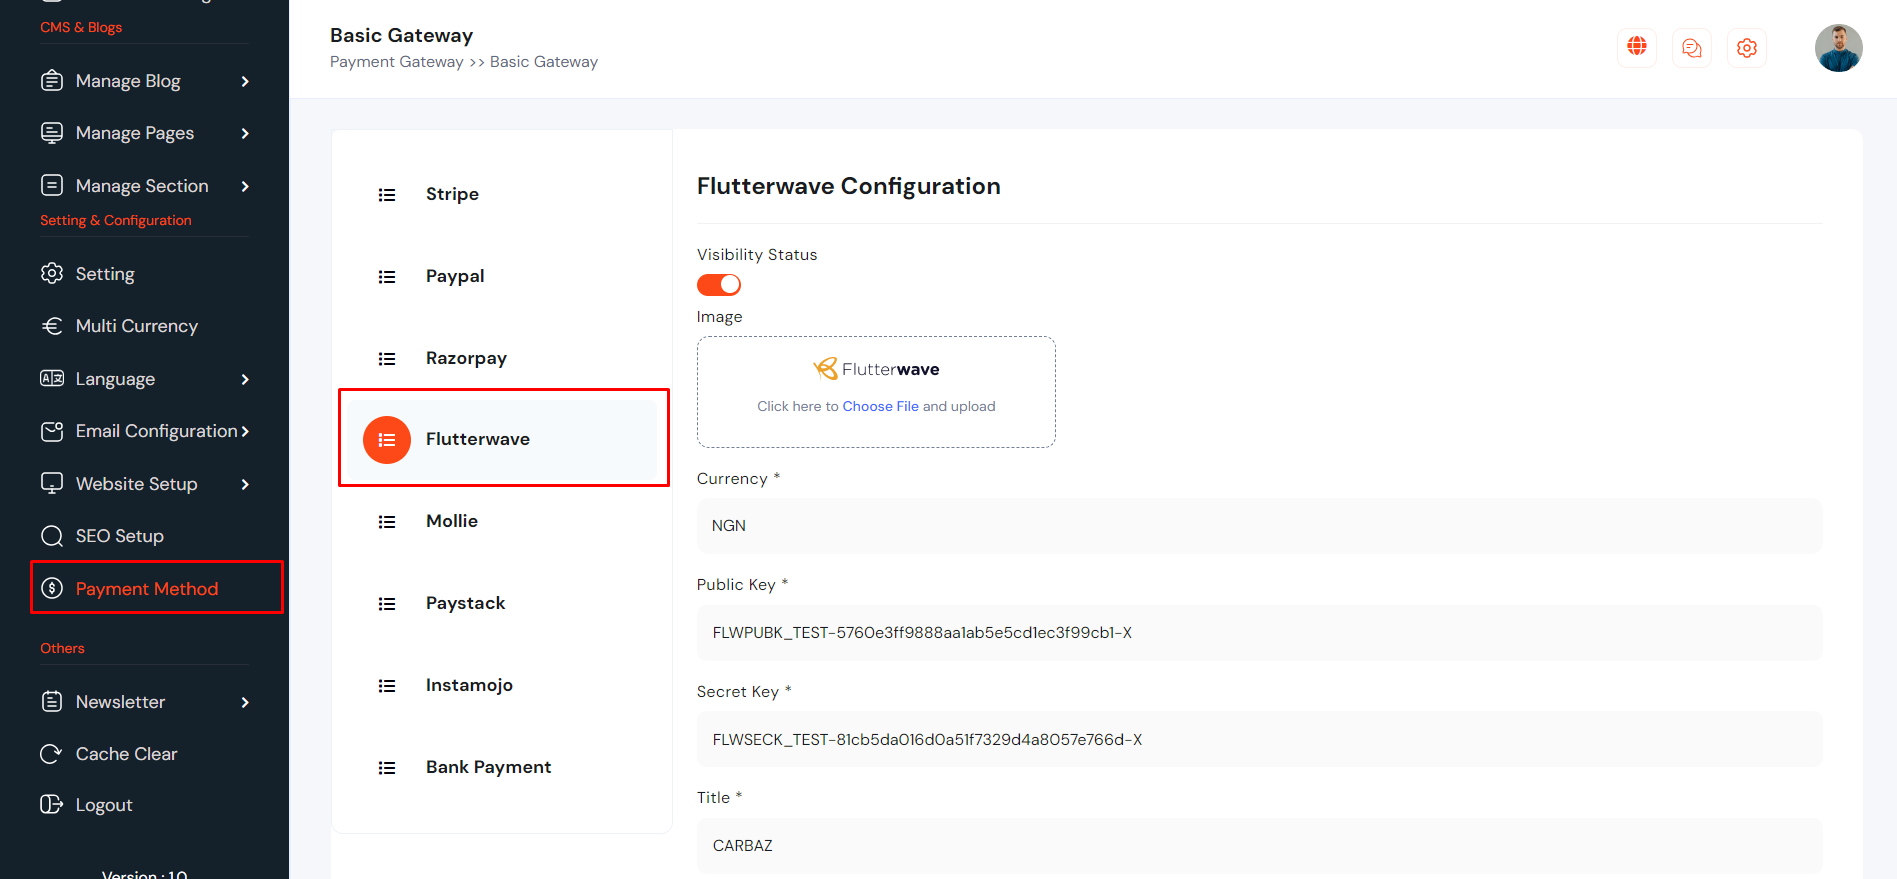 CMS & Blogs
Manage Blog
Manage Pages
Manage Section
Setting & Configuration
Setting
Multi Currency
Language
Email Configuration
Website Setup
SEO Setup
Payment Method
Others
Newsletter
Cache Clear
Logout
Version : 1.0
Basic Gateway
Payment Gateway >> Basic Gateway
Stripe
Paypal
Razorpay
Flutterwave
Mollie
Paystack
Instamojo
Bank Payment
Flutterwave Configuration
Visibility Status
Image
Flutterwave
Click here to Choose File and upload
Currency *
NGN
Public Key *
FLWPUBK_TEST-5760e3ff9888aa1ab5e5cd1ec3f99cb1-X
Secret Key *
FLWSECK_TEST-81cb5da016d0a51f7329d4a8057e766d-X
Title *
CARBAZ